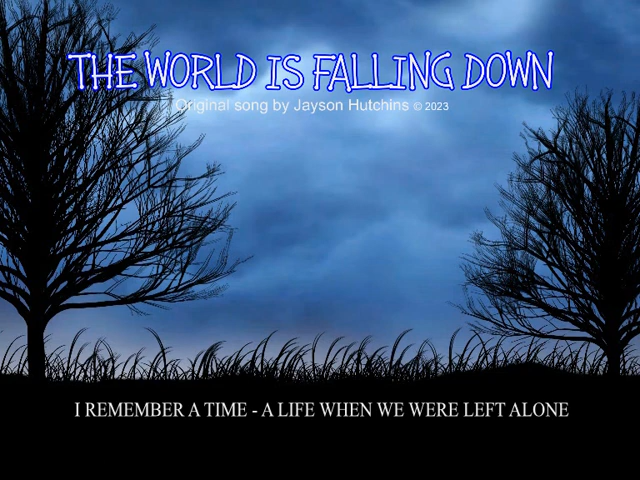 THE WORLD IS FALLING DOWN
Original song by Jayson Hutchins © 2023
I REMEMBER A TIME - A LIFE WHEN WE WERE LEFT ALONE